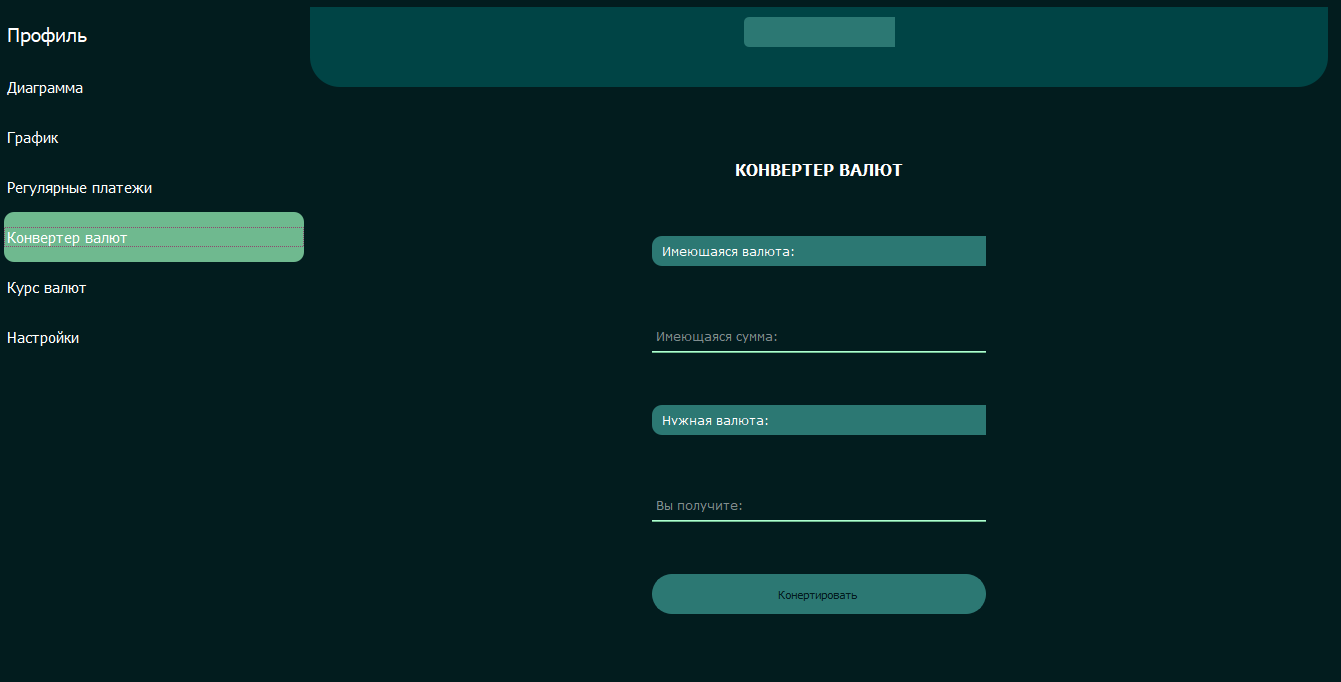 Профиль
Диаграмма
График
Регулярные платежи
Конвертер валют
Курс валют
Настройки
КОНВЕРТЕР ВАЛЮТ
Имеющаяся валюта:
Имеющаяся сумма:
Нужная валюта:
Вы получите:
Конертировать